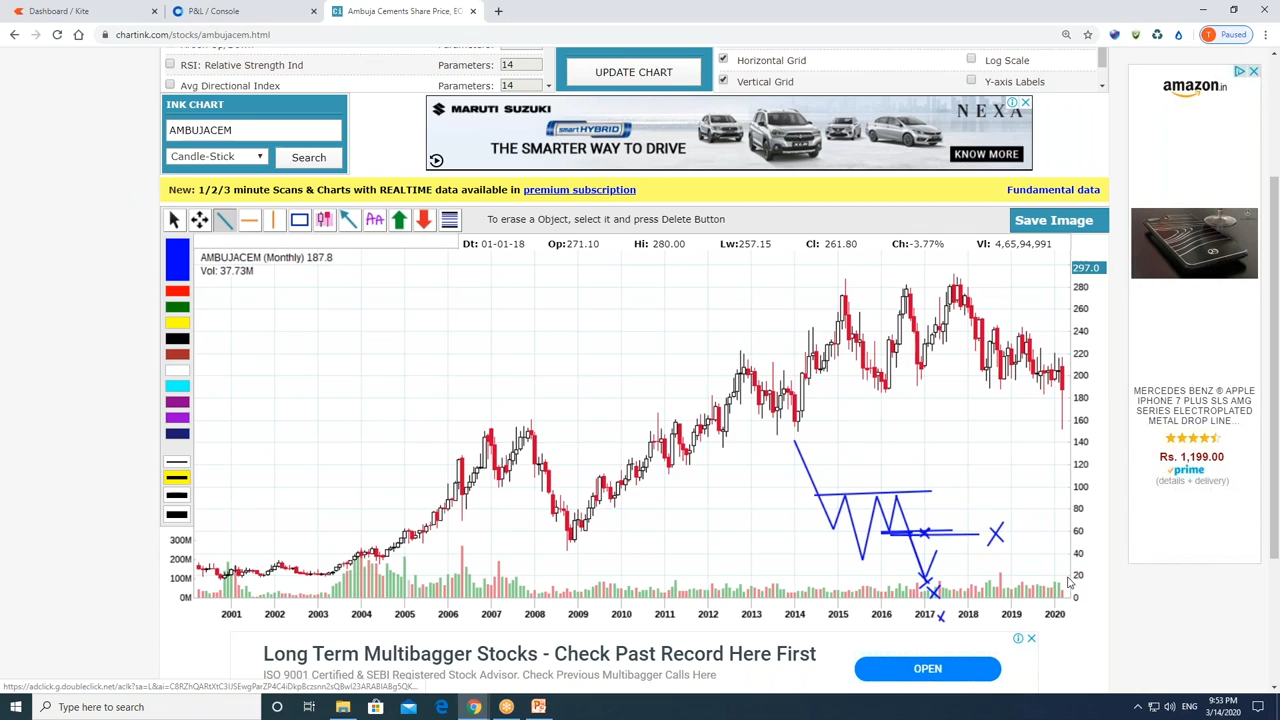 Dashboard / Kite
P&L / Console
Ambuja Cements Share Price, EO
chartink.com/stocks/ambujacem.html
Paused
Parameters:
RSI: Relative Strength Ind
Parameters:
14
Avg Directional Index
Parameters:
14
UPDATE CHART
Horizontal Grid
Log Scale
Vertical Grid
Y-axis Labels
INK CHART
AMBUJACEM
Candle-Stick
Search
MARUTI SUZUKI
smart HYBRID
THE SMARTER WAY TO DRIVE
NEXA
KNOW MORE
New: 1/2/3 minute Scans & Charts with REALTIME data available in premium subscription
Fundamental data
To erase a Object, select it and press Delete Button
Save Image
Dt: 01-01-18 Op:271.10 Hi: 280.00 Lw:257.15 Cl: 261.80 Ch:-3.77% Vl: 4,65,94,991
AMBUJACEM (Monthly) 187.8
Vol: 37.73M
297.0
280
260
240
220
200
180
160
140
120
100
80
60
40
20
0
300M
200M
100M
0M
2001 2002 2003 2004 2005 2006 2007 2008 2009 2010 2011 2012 2013 2014 2015 2016 2017 2018 2019 2020
Long Term Multibagger Stocks - Check Past Record Here First
ISO 9001 Certified & SEBI Registered Stock Advisor. Check Previous Multibagger Calls Here
OPEN
amazon.in
MERCEDES BENZ ® APPLE
IPHONE 7 PLUS SLS AMG
SERIES ELECTROPLATED
METAL DROP LINE...
Rs. 1,199.00
prime
(details + delivery)
Type here to search
ENG
9:53 PM
3/14/2020